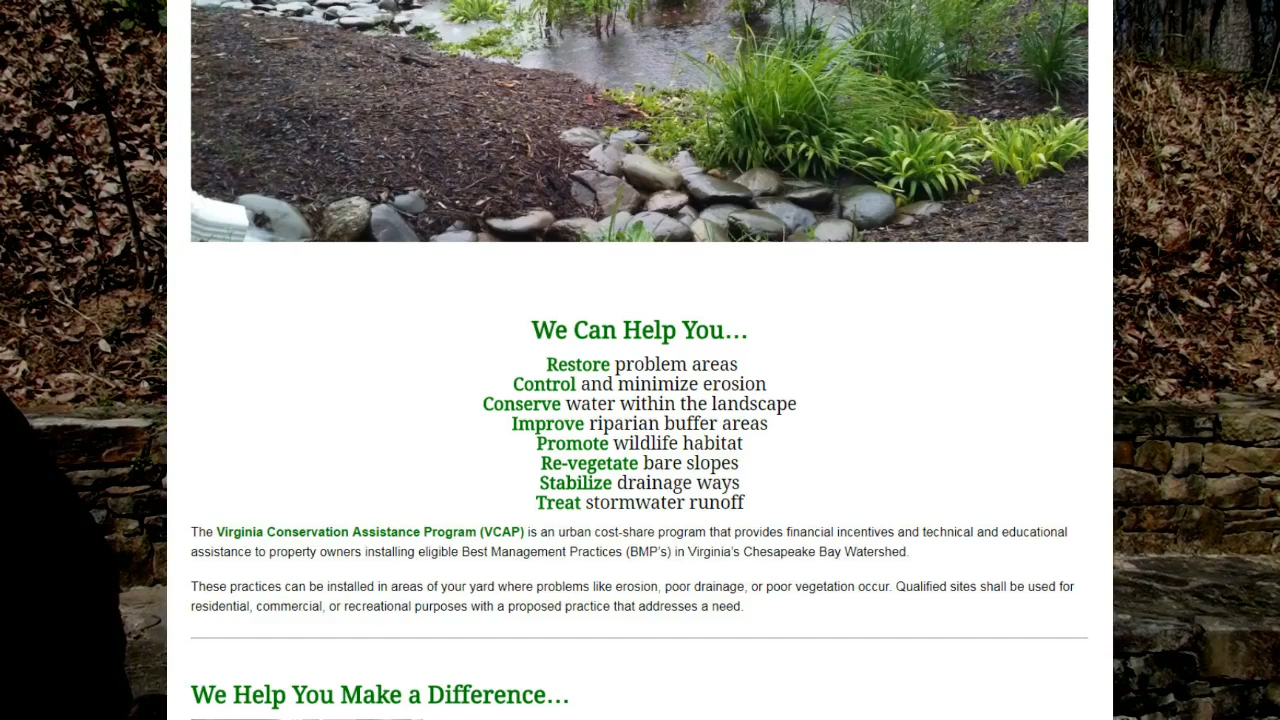 We Can Help You…
Restore problem areas
Control and minimize erosion
Conserve water within the landscape
Improve riparian buffer areas
Promote wildlife habitat
Re-vegetate bare slopes
Stabilize drainage ways
Treat stormwater runoff
The Virginia Conservation Assistance Program (VCAP) is an urban cost-share program that provides financial incentives and technical and educational
assistance to property owners installing eligible Best Management Practices (BMP's) in Virginia's Chesapeake Bay Watershed.
These practices can be installed in areas of your yard where problems like erosion, poor drainage, or poor vegetation occur. Qualified sites shall be used for
residential, commercial, or recreational purposes with a proposed practice that addresses a need.
We Help You Make a Difference…